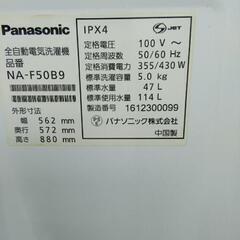 Panasonic
全自動電気洗濯機
品番
NA-F50B9
外形寸法
幅 562 mm
奥行 572 mm
高さ 880 mm
IPX4
S JET
定格電圧 100 V～
定格周波数 50/60 Hz
定格消費電力 355/430 W
標準洗濯容量 5.0 kg
標準水量 47 L
標準使用水量 114 L
製造番号 1612300099
パナソニック株式会社
中国製